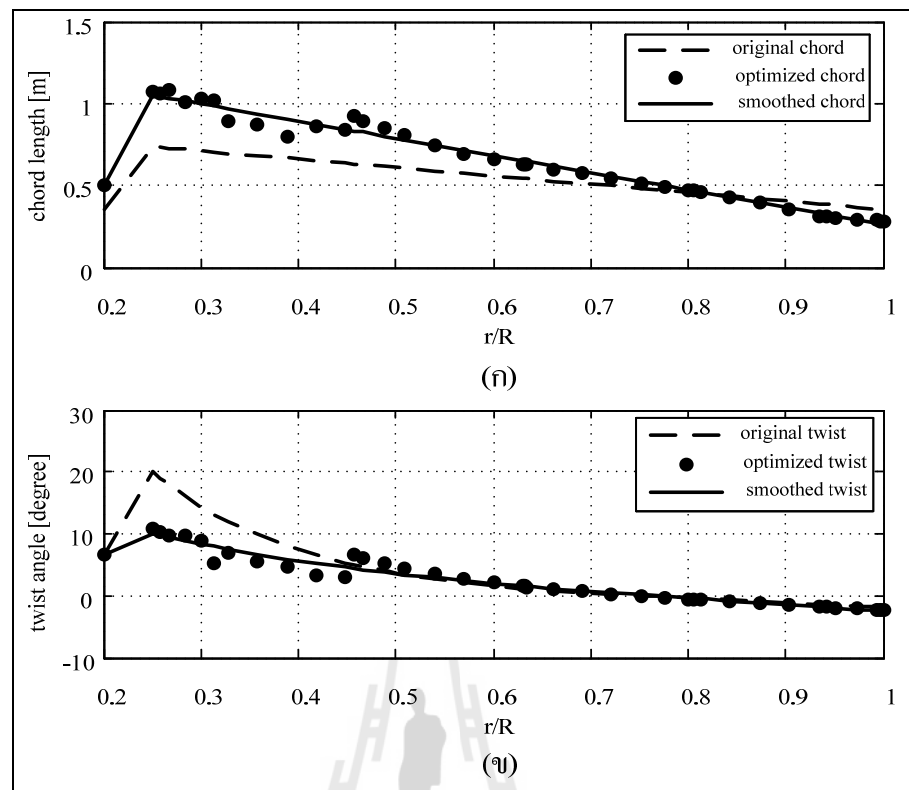 1.5
1
0.5
0
chord length [m]
original chord
optimized chord
smoothed chord
0.2 0.3 0.4 0.5 0.6 0.7 0.8 0.9 1
r/R
(ก)
30
20
10
0
-10
twist angle [degree]
original twist
optimized twist
smoothed twist
0.2 0.3 0.4 0.5 0.6 0.7 0.8 0.9 1
r/R
(ข)